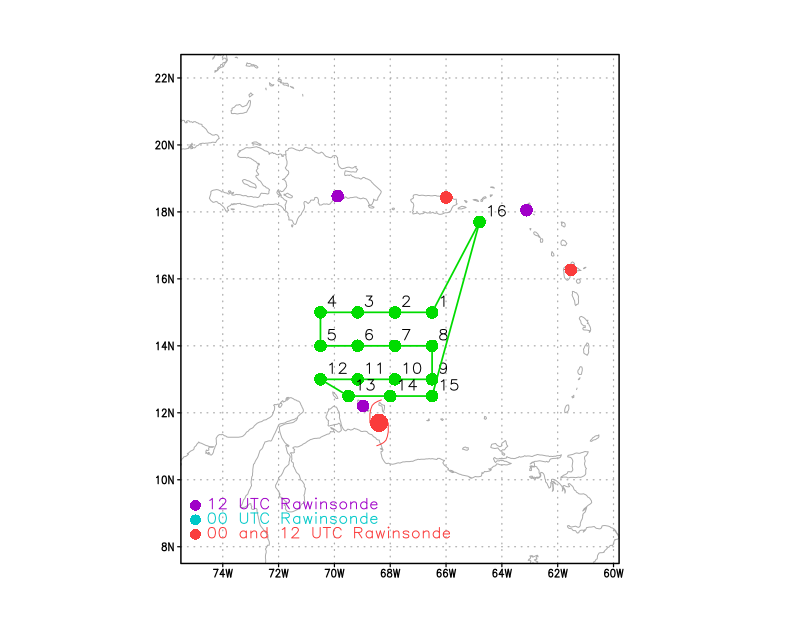 22N
20N
18N
16N
14N
12N
10N
8N
16
4 3 2 1
5 6 7 8
12 11 10 9
13 14 15
12 UTC Rawinsonde
00 UTC Rawinsonde
00 and 12 UTC Rawinsonde
74W 72W 70W 68W 66W 64W 62W 60W